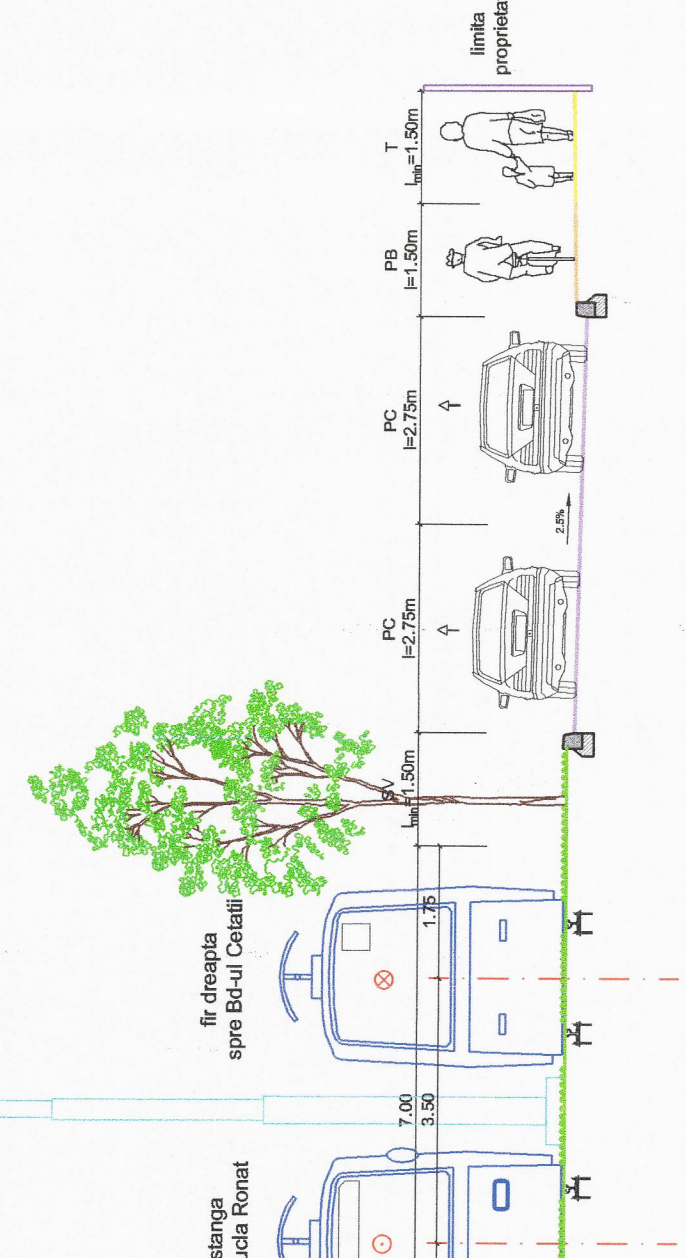 limita
proprieta
T
lmin=1.50m
PB
l=1.50m
PC
l=2.75m
2.5%
PC
l=2.75m
SV
Lmin=1.50m
fir dreapta
spre Bd-ul Cetatii
1.75
7.00
3.50
stanga
ucla Ronat